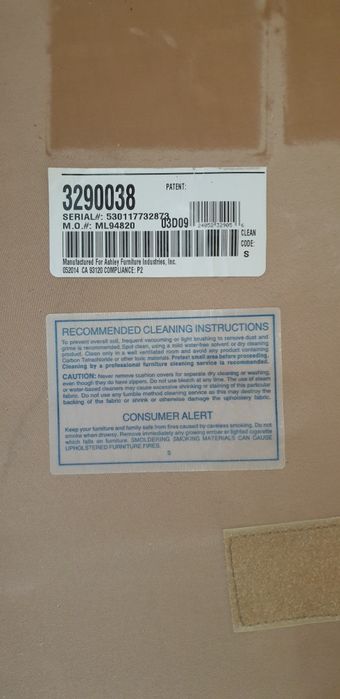 PATENT:
3290038
SERIAL#: 530117732873
M.O.#: ML94820
03D09
CLEAN
CODE:
S
Manufactured For Ashley Furniture Industries, Inc.
052014 CA 93120 COMPLIANCE: P2
RECOMMENDED CLEANING INSTRUCTIONS
To prevent overall soil, frequent vacuuming or light brushing to remove dust and
grime is recommended. Spot clean, using a mild water-free solvent or dry cleaning
product. Clean only in a well ventilated room and avoid any product containing
Carbon Tetrachloride or other toxic materials. Pretest small area before proceeding.
Cleaning by a professional furniture cleaning service is recommended.
CAUTION: Never remove cushion covers for separate dry cleaning or washing,
even though they do have zippers. Do not use bleach at any time. The use of steam
or water-based cleaners may cause excessive shrinking or staining of this particular
fabric. Do not use any tumble method cleaning service as this may destroy the
backing of the fabric or shrink or otherwise damage the upholstery fabric.
CONSUMER ALERT
Keep your furniture and family safe from fires caused by careless smoking. Do not
smoke when drowsy. Remove immediately any glowing ember or lighted cigarette
which falls on furniture. SMOLDERING SMOKING MATERIALS CAN CAUSE
UPHOLSTERED FURNITURE FIRES.
S